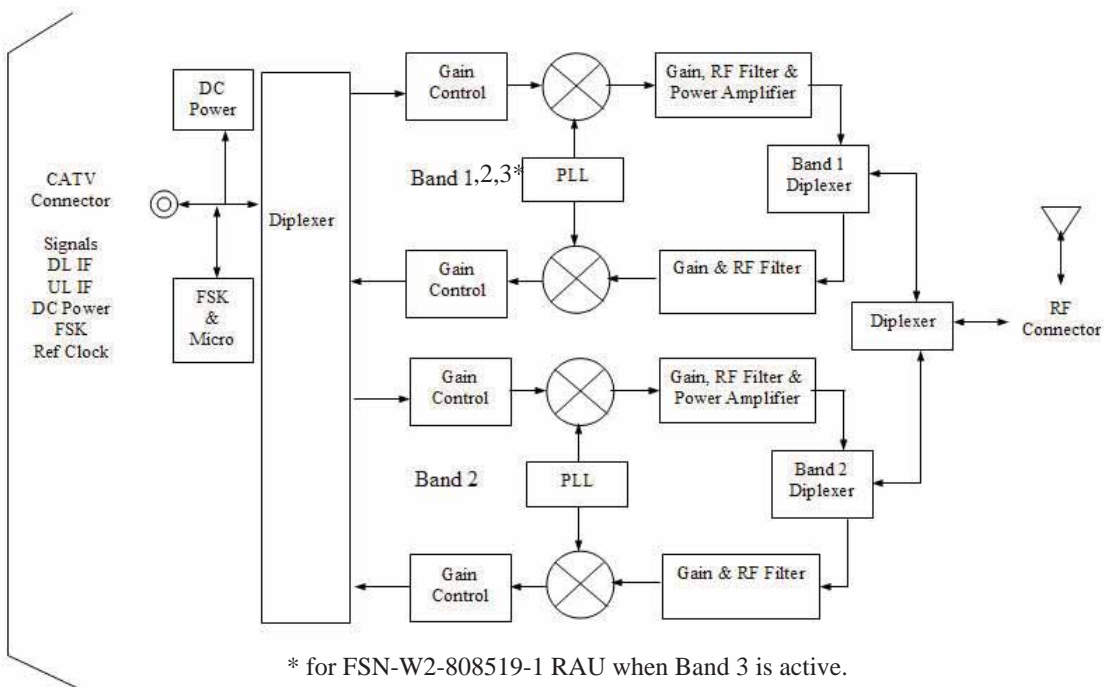 DC
Power
CATV
Connector
Signals
DL IF
UL IF
DC Power
FSK
Ref Clock
FSK
&
Micro
Diplexer
Gain
Control
Gain, RF Filter &
Power Amplifier
Band 1,2,3*
PLL
Band 1
Diplexer
Gain
Control
Gain & RF Filter
Diplexer
RF
Connector
Gain
Control
Gain, RF Filter &
Power Amplifier
Band 2
PLL
Band 2
Diplexer
Gain
Control
Gain & RF Filter
* for FSN-W2-808519-1 RAU when Band 3 is active.